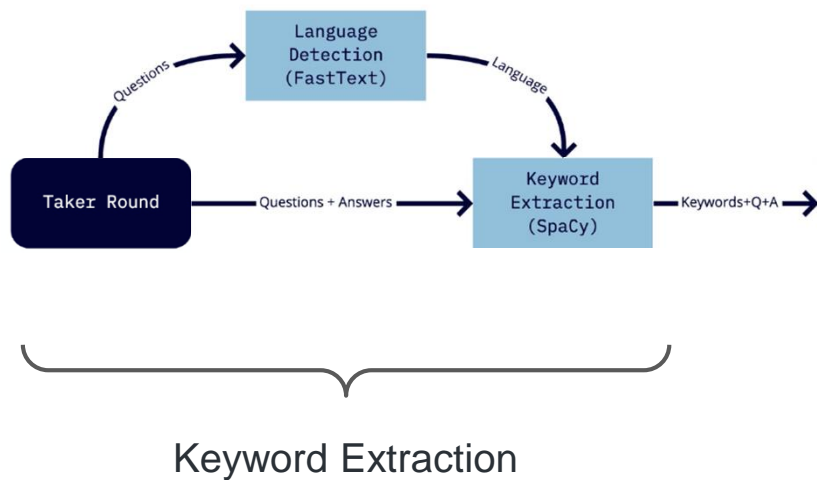 Language
Detection
(FastText)
Questions
Language
Taker Round
Questions + Answers
Keyword
Extraction
(SpaCy)
Keywords+Q+A
Keyword Extraction